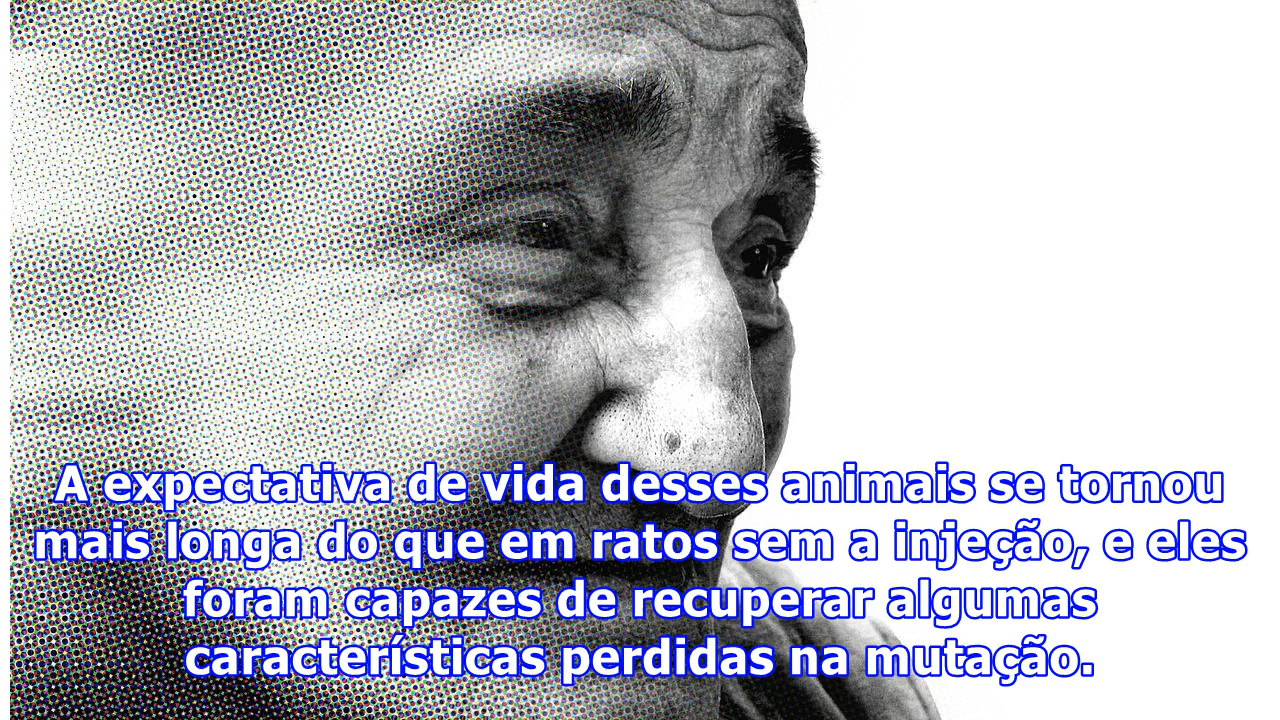 A expectativa de vida desses animais se tornou
mais longa do que em ratos sem a injeção, e eles
foram capazes de recuperar algumas
características perdidas na mutação.